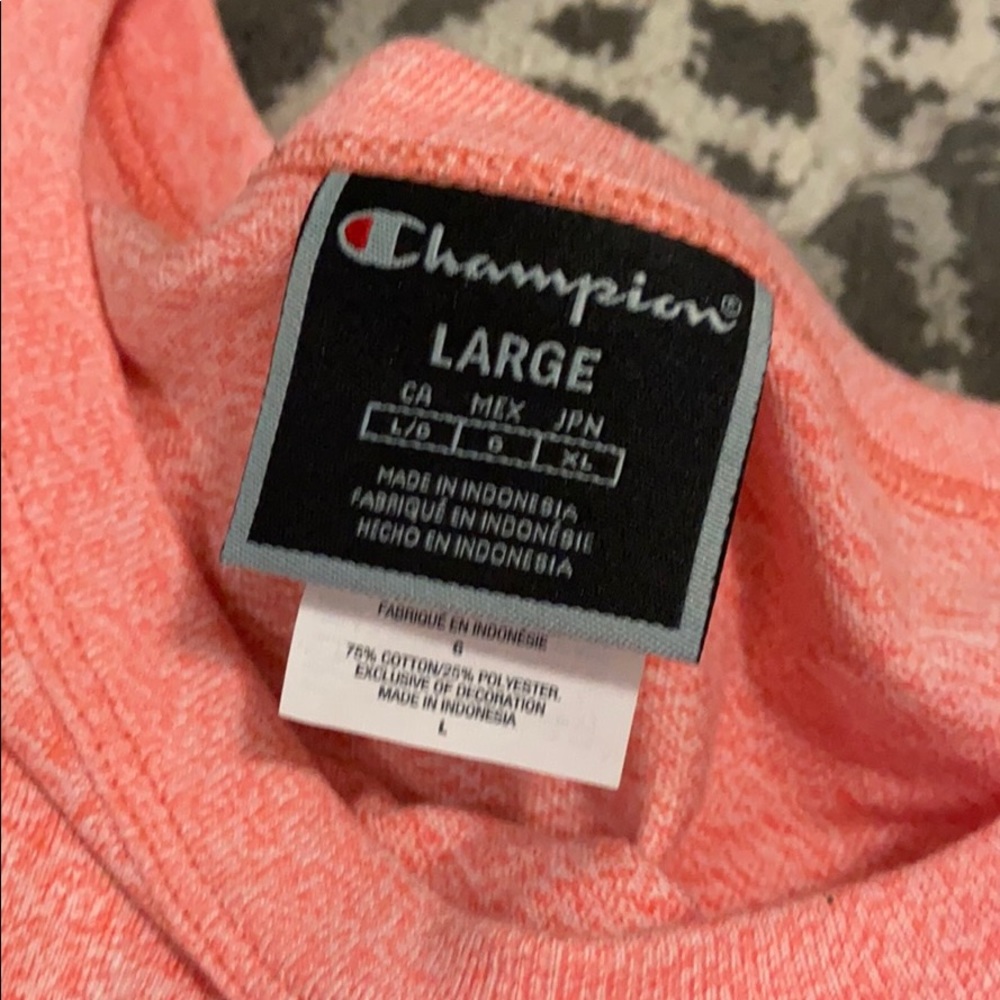 Champion®
LARGE
CA MEX JPN
L/G G XL
MADE IN INDONESIA
FABRIQUÉ EN INDONÉSIE
HECHO EN INDONESIA
FABRIQUÉ EN INDONÉSIE
G
75% COTTON/25% POLYESTER.
EXCLUSIVE OF DECORATION
MADE IN INDONESIA
L